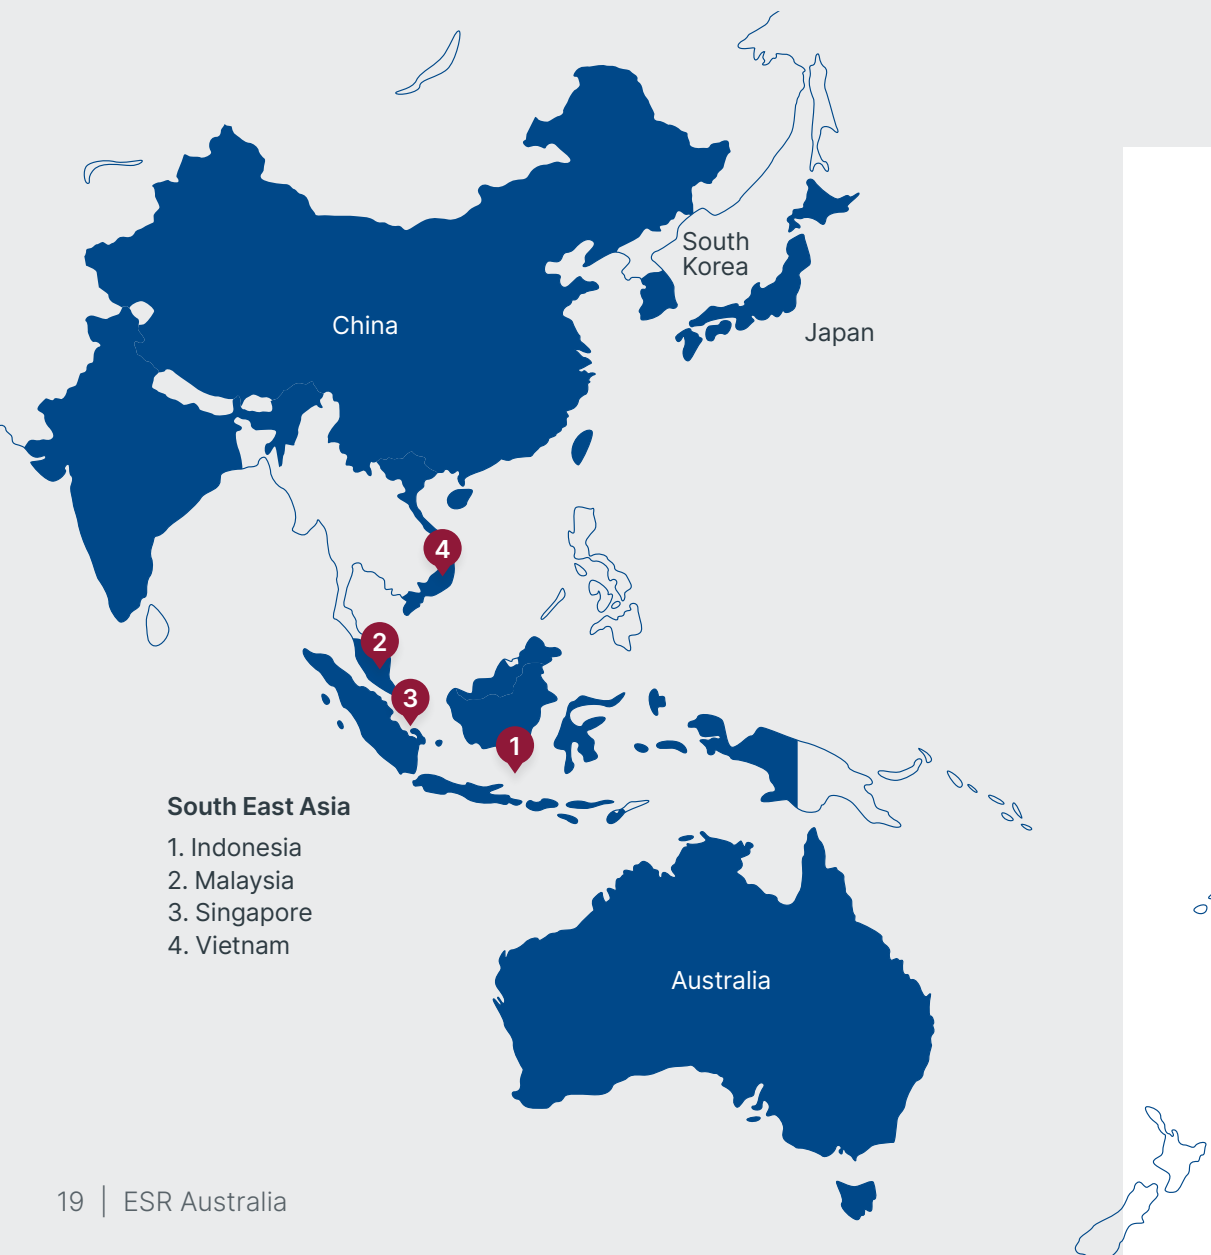 South
Korea
China
Japan
4
2
3
1
South East Asia
1. Indonesia
2. Malaysia
3. Singapore
4. Vietnam
Australia
19 | ESR Australia